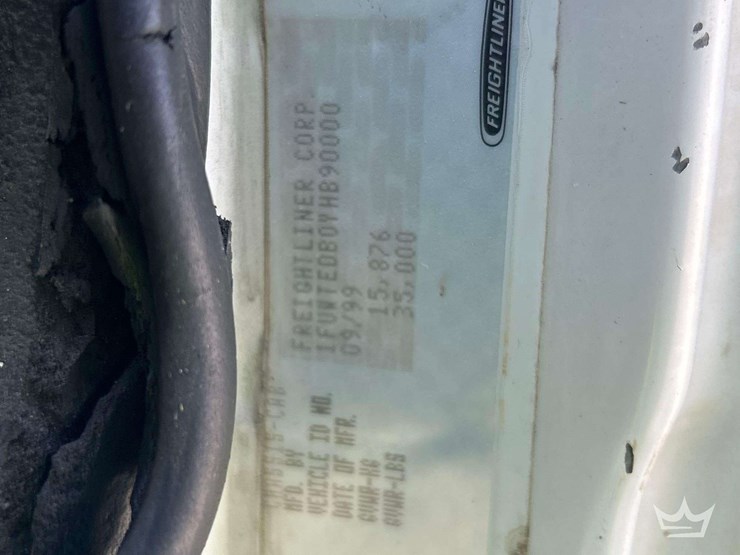 FREIGHTLINER
CHASSIS-CAB
MFD. BY FREIGHTLINER CORP.
VEHICLE ID NO. 1FUWTEDB0YHB90000
DATE OF MFR. 09/99
GVWR-KG 15,876
GVWR-LBS 35,000